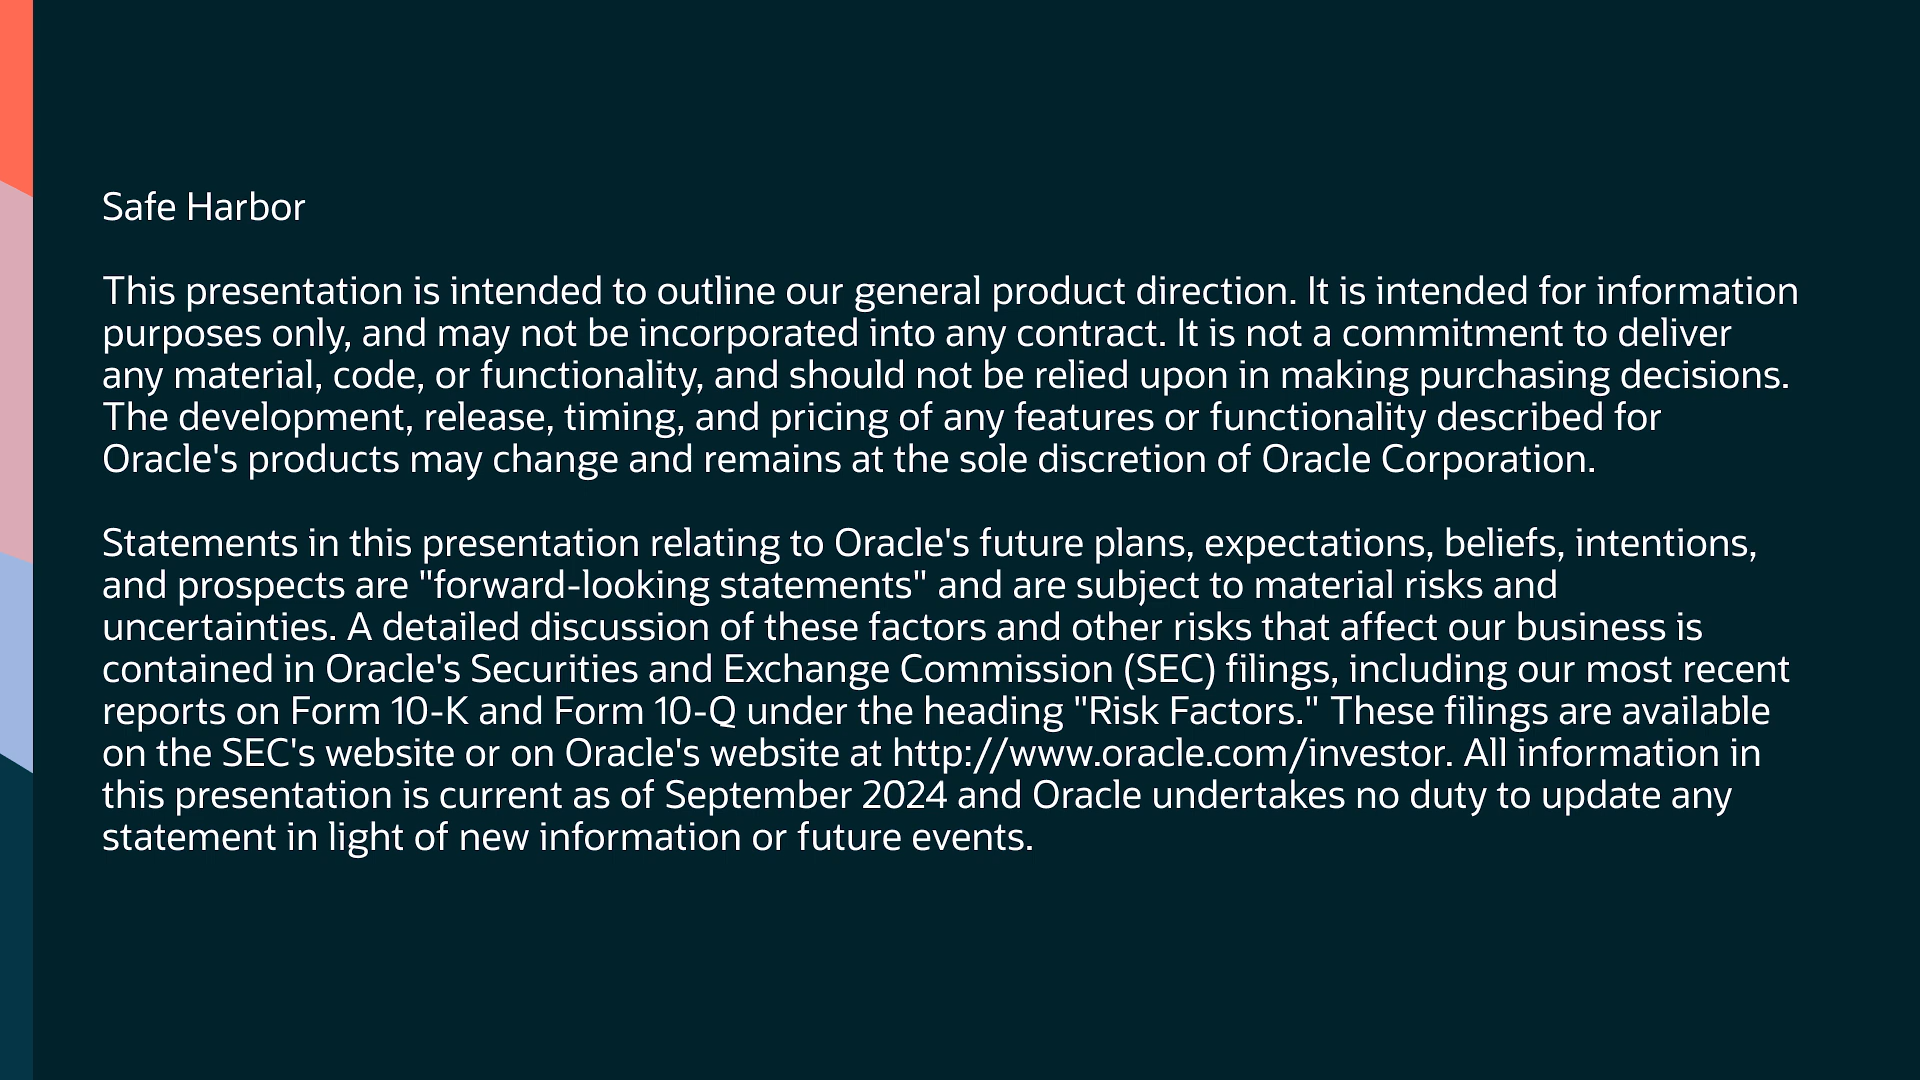 Safe Harbor
This presentation is intended to outline our general product direction. It is intended for information
purposes only, and may not be incorporated into any contract. It is not a commitment to deliver
any material, code, or functionality, and should not be relied upon in making purchasing decisions.
The development, release, timing, and pricing of any features or functionality described for
Oracle's products may change and remains at the sole discretion of Oracle Corporation.
Statements in this presentation relating to Oracle's future plans, expectations, beliefs, intentions,
and prospects are "forward-looking statements" and are subject to material risks and
uncertainties. A detailed discussion of these factors and other risks that affect our business is
contained in Oracle's Securities and Exchange Commission (SEC) filings, including our most recent
reports on Form 10-K and Form 10-Q under the heading "Risk Factors." These filings are available
on the SEC's website or on Oracle's website at http://www.oracle.com/investor. All information in
this presentation is current as of September 2024 and Oracle undertakes no duty to update any
statement in light of new information or future events.